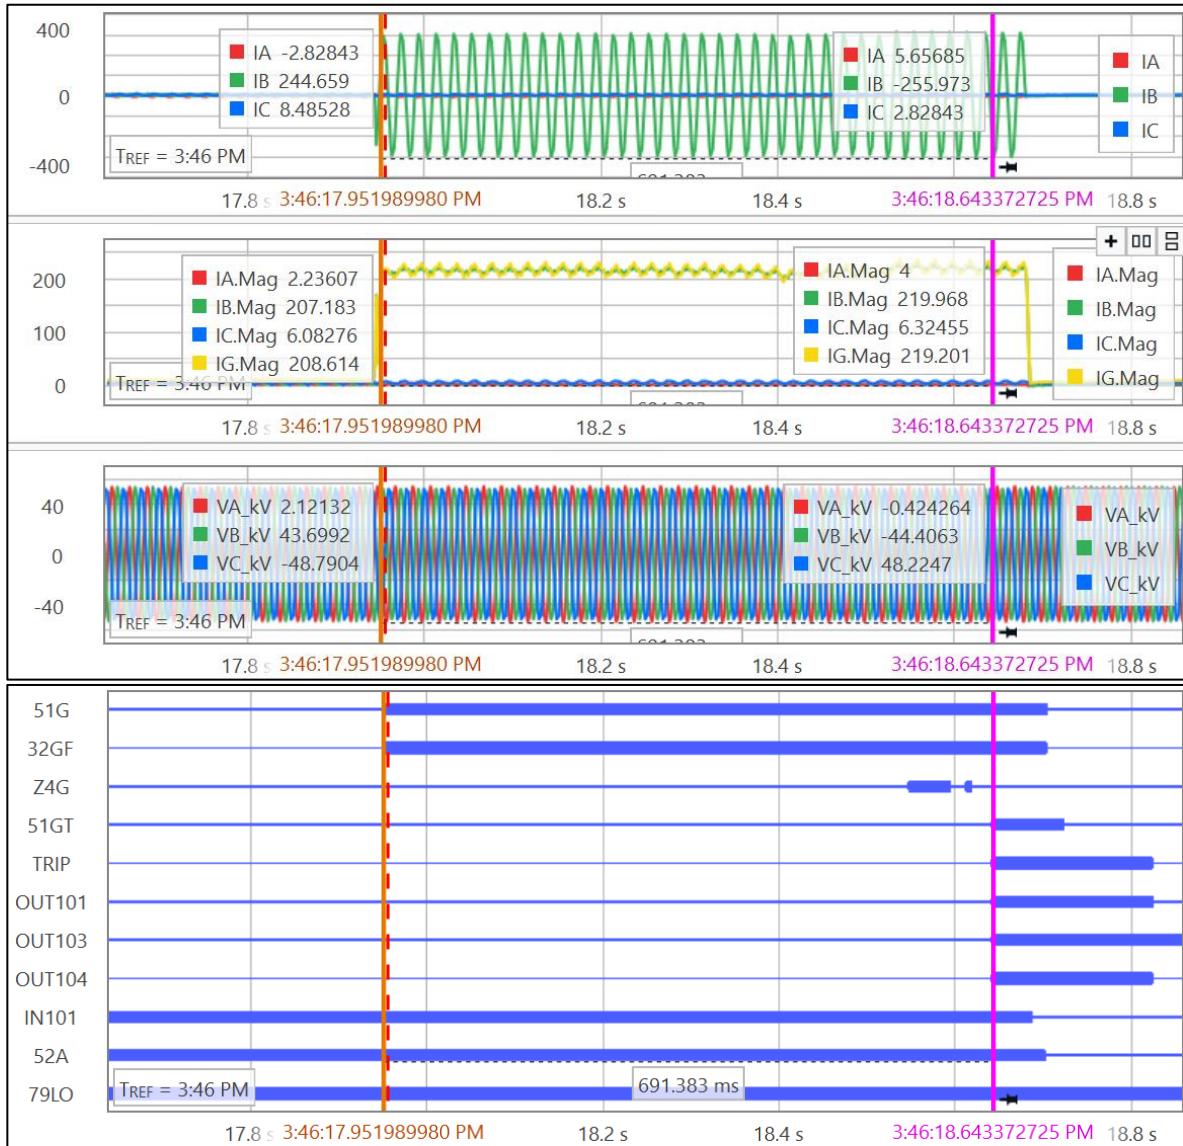 400
0
-400
IA -2.82843
IB 244.659
IC 8.48528
IA 5.65685
IB -255.973
IC 2.82843
IA
IB
IC
TREF = 3:46 PM
17.8 s 3:46:17.951989980 PM 18.2 s 18.4 s 3:46:18.643372725 PM 18.8 s
200
100
0
IA.Mag 2.23607
IB.Mag 207.183
IC.Mag 6.08276
IG.Mag 208.614
IA.Mag 4
IB.Mag 219.968
IC.Mag 6.32455
IG.Mag 219.201
IA.Mag
IB.Mag
IC.Mag
IG.Mag
TREF = 3:46 PM
17.8 s 3:46:17.951989980 PM 18.2 s 18.4 s 3:46:18.643372725 PM 18.8 s
40
0
-40
VA_kV 2.12132
VB_kV 43.6992
VC_kV -48.7904
VA_kV -0.424264
VB_kV -44.4063
VC_kV 48.2247
VA_kV
VB_kV
VC_kV
TREF = 3:46 PM
17.8 s 3:46:17.951989980 PM 18.2 s 18.4 s 3:46:18.643372725 PM 18.8 s
51G
32GF
Z4G
51GT
TRIP
OUT101
OUT103
OUT104
IN101
52A
79LO
TREF = 3:46 PM
691.383 ms
17.8 s 3:46:17.951989980 PM 18.2 s 18.4 s 3:46:18.643372725 PM 18.8 s